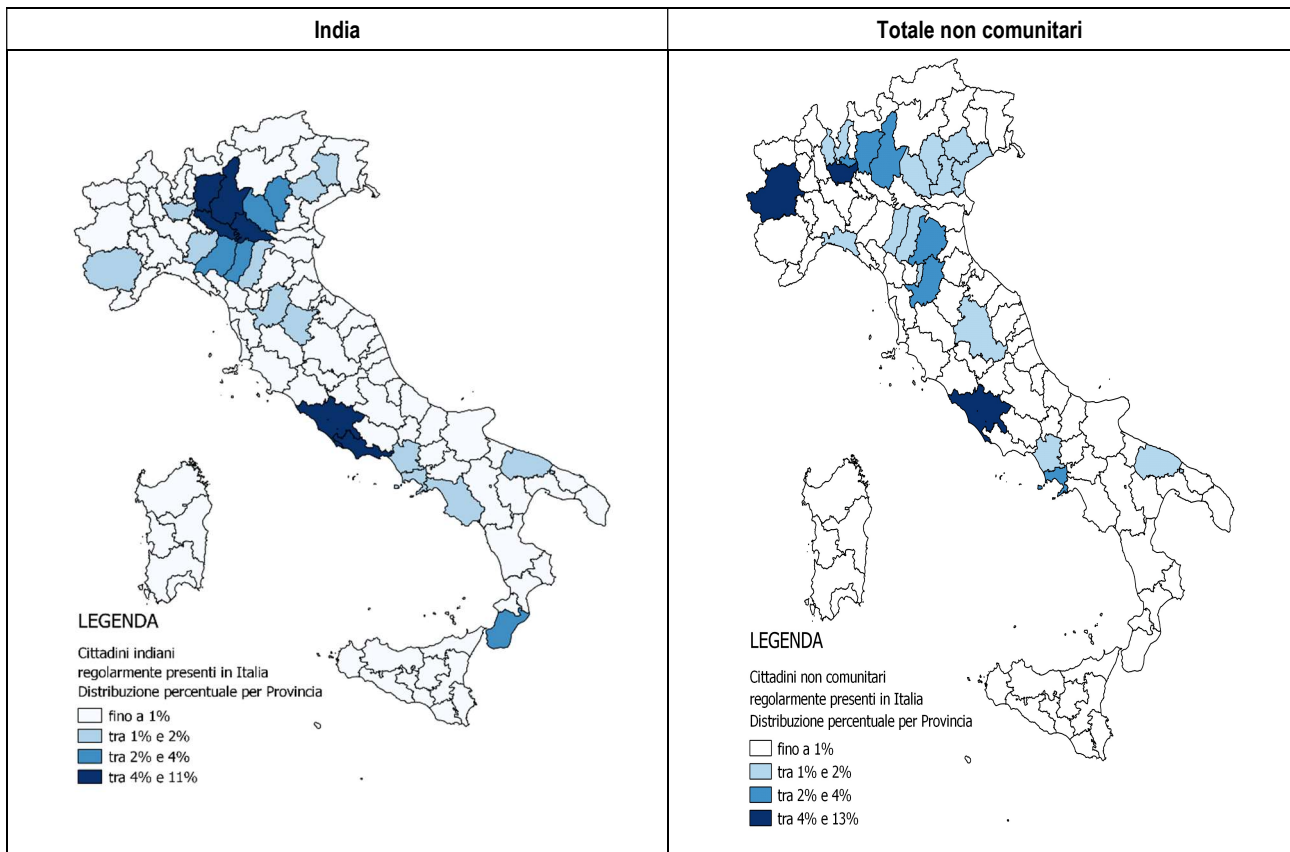 India
Totale non comunitari
LEGENDA
Cittadini indiani
regolarmente presenti in Italia
Distribuzione percentuale per Provincia
fino a 1%
tra 1% e 2%
tra 2% e 4%
tra 4% e 11%
LEGENDA
Cittadini non comunitari
regolarmente presenti in Italia
Distribuzione percentuale per Provincia
fino a 1%
tra 1% e 2%
tra 2% e 4%
tra 4% e 13%